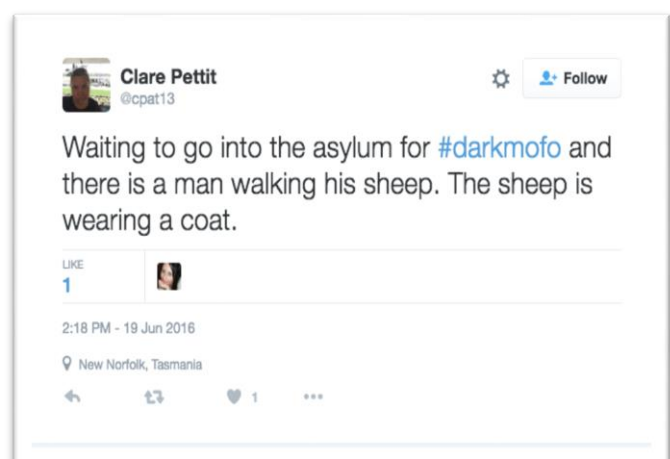 Clare Pettit
@cpat13
Follow
Waiting to go into the asylum for #darkmofo and
there is a man walking his sheep. The sheep is
wearing a coat.
LIKE
1
2:18 PM - 19 Jun 2016
New Norfolk, Tasmania
1